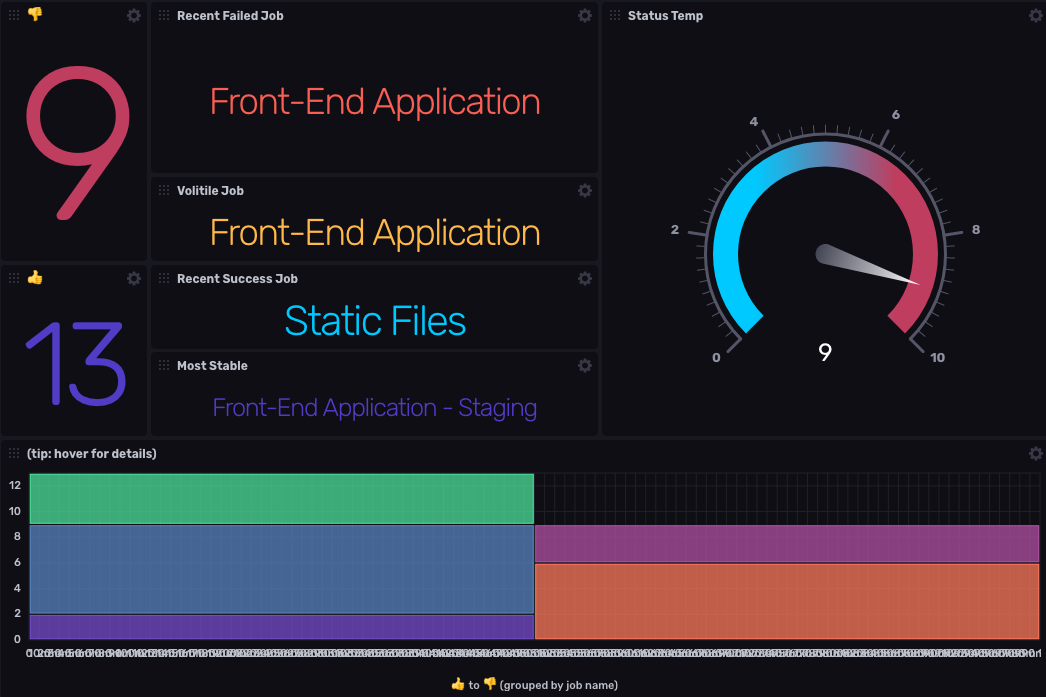 👎
9
Recent Failed Job
Front-End Application
Volitile Job
Front-End Application
👍
13
Recent Success Job
Static Files
Most Stable
Front-End Application - Staging
Status Temp
4
6
2
8
0
10
9
(tip: hover for details)
12
10
8
6
4
2
0
👍 to 👎 (grouped by job name)